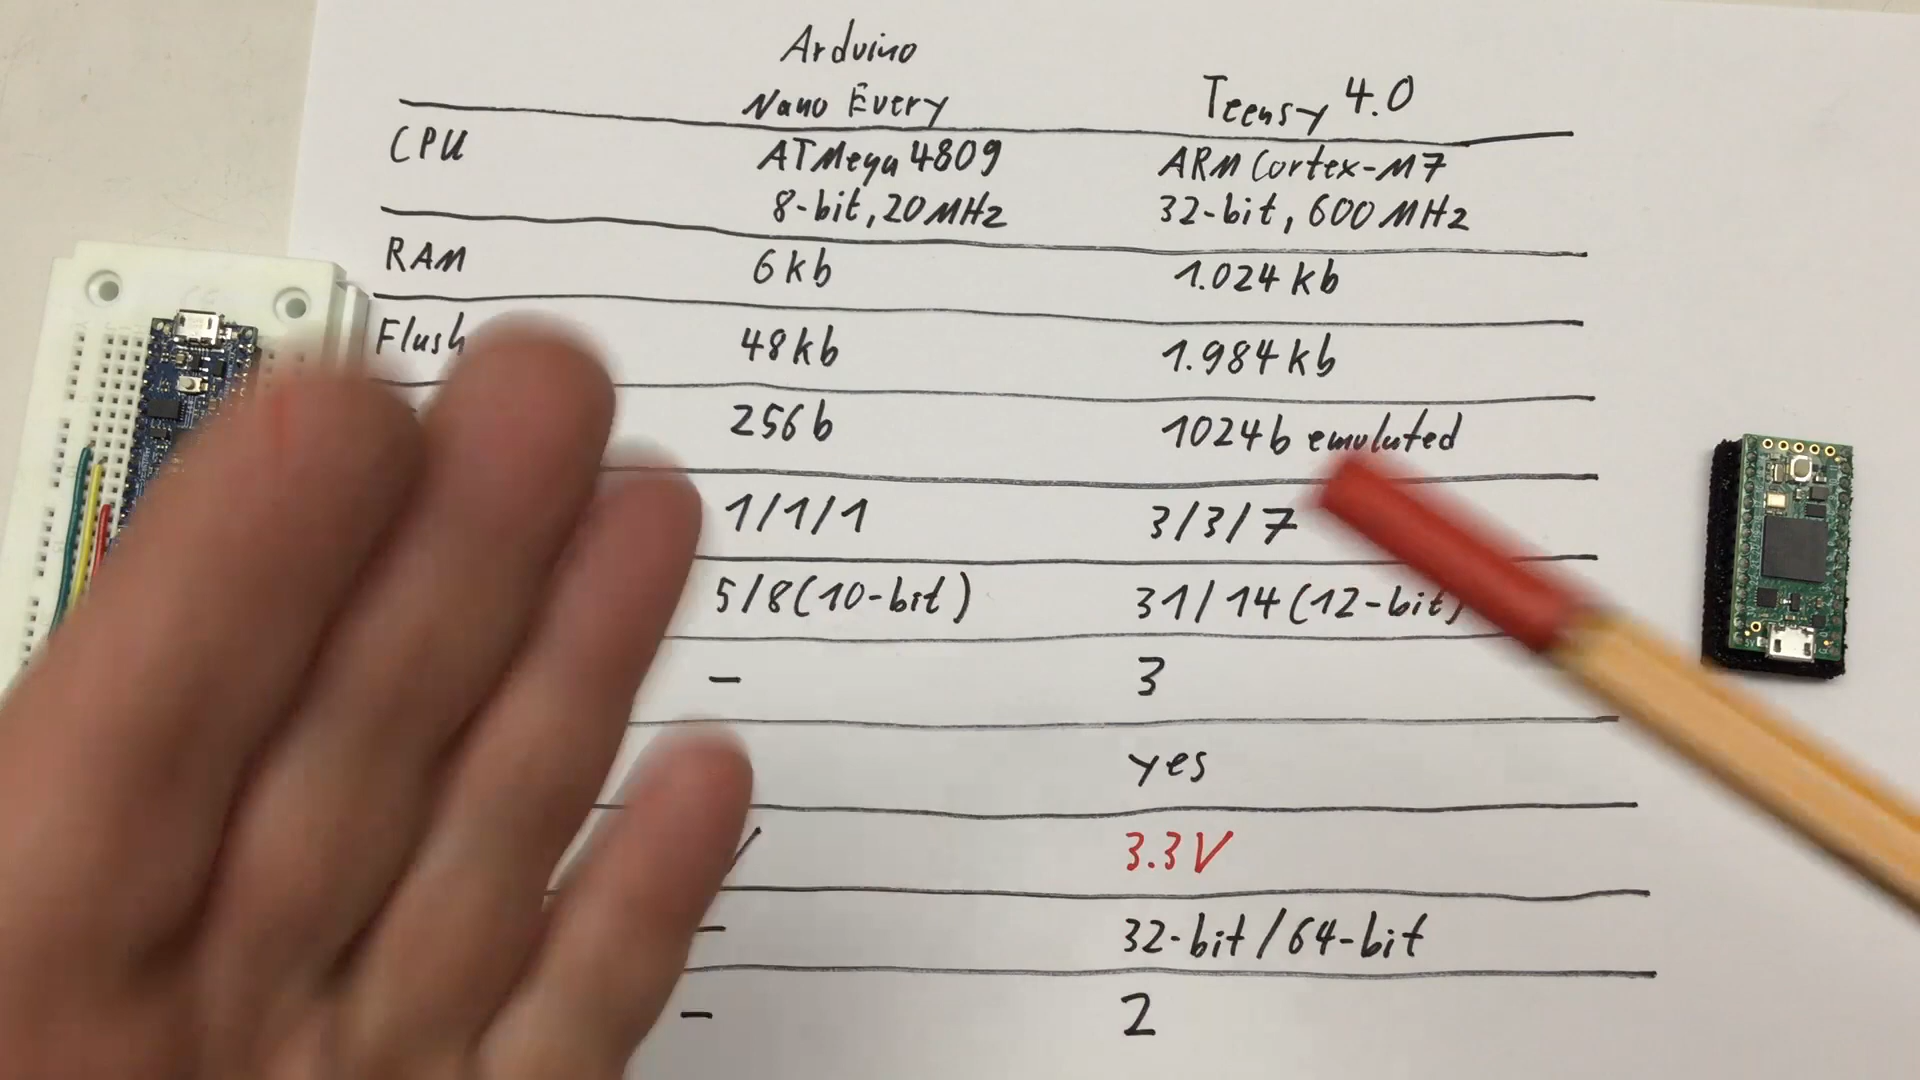 Arduino
Nano Every
Teensy 4.0
CPU
ATMega 4809
8-bit, 20MHz
ARM Cortex-M7
32-bit, 600MHz
RAM 6kb 1.024kb
Flash 48kb 1.984kb
256b 1024b emulated
1/1/1 3/3/7
5/8(10-bit) 31/14(12-bit)
- 3
yes
3.3V
- 32-bit/64-bit
- 2